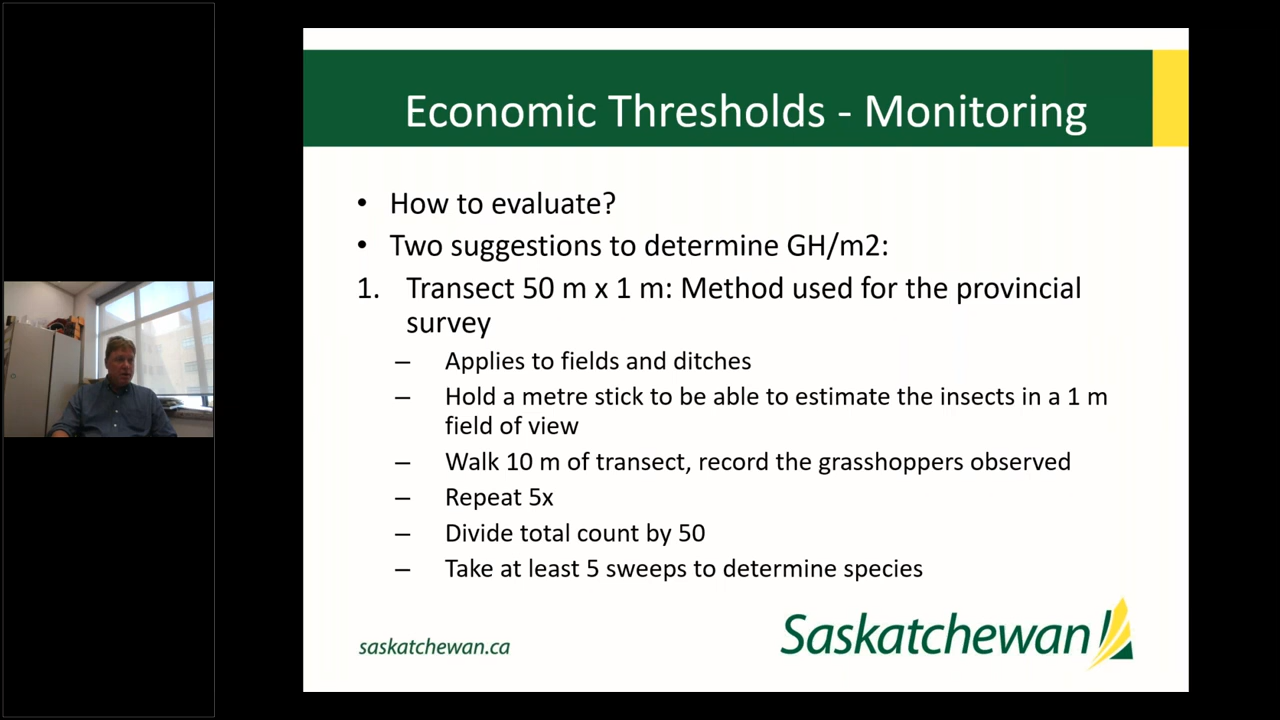 Economic Thresholds - Monitoring
• How to evaluate?
• Two suggestions to determine GH/m2:
1. Transect 50 m x 1 m: Method used for the provincial
survey
– Applies to fields and ditches
– Hold a metre stick to be able to estimate the insects in a 1 m
field of view
– Walk 10 m of transect, record the grasshoppers observed
– Repeat 5x
– Divide total count by 50
– Take at least 5 sweeps to determine species
saskatchewan.ca
Saskatchewan